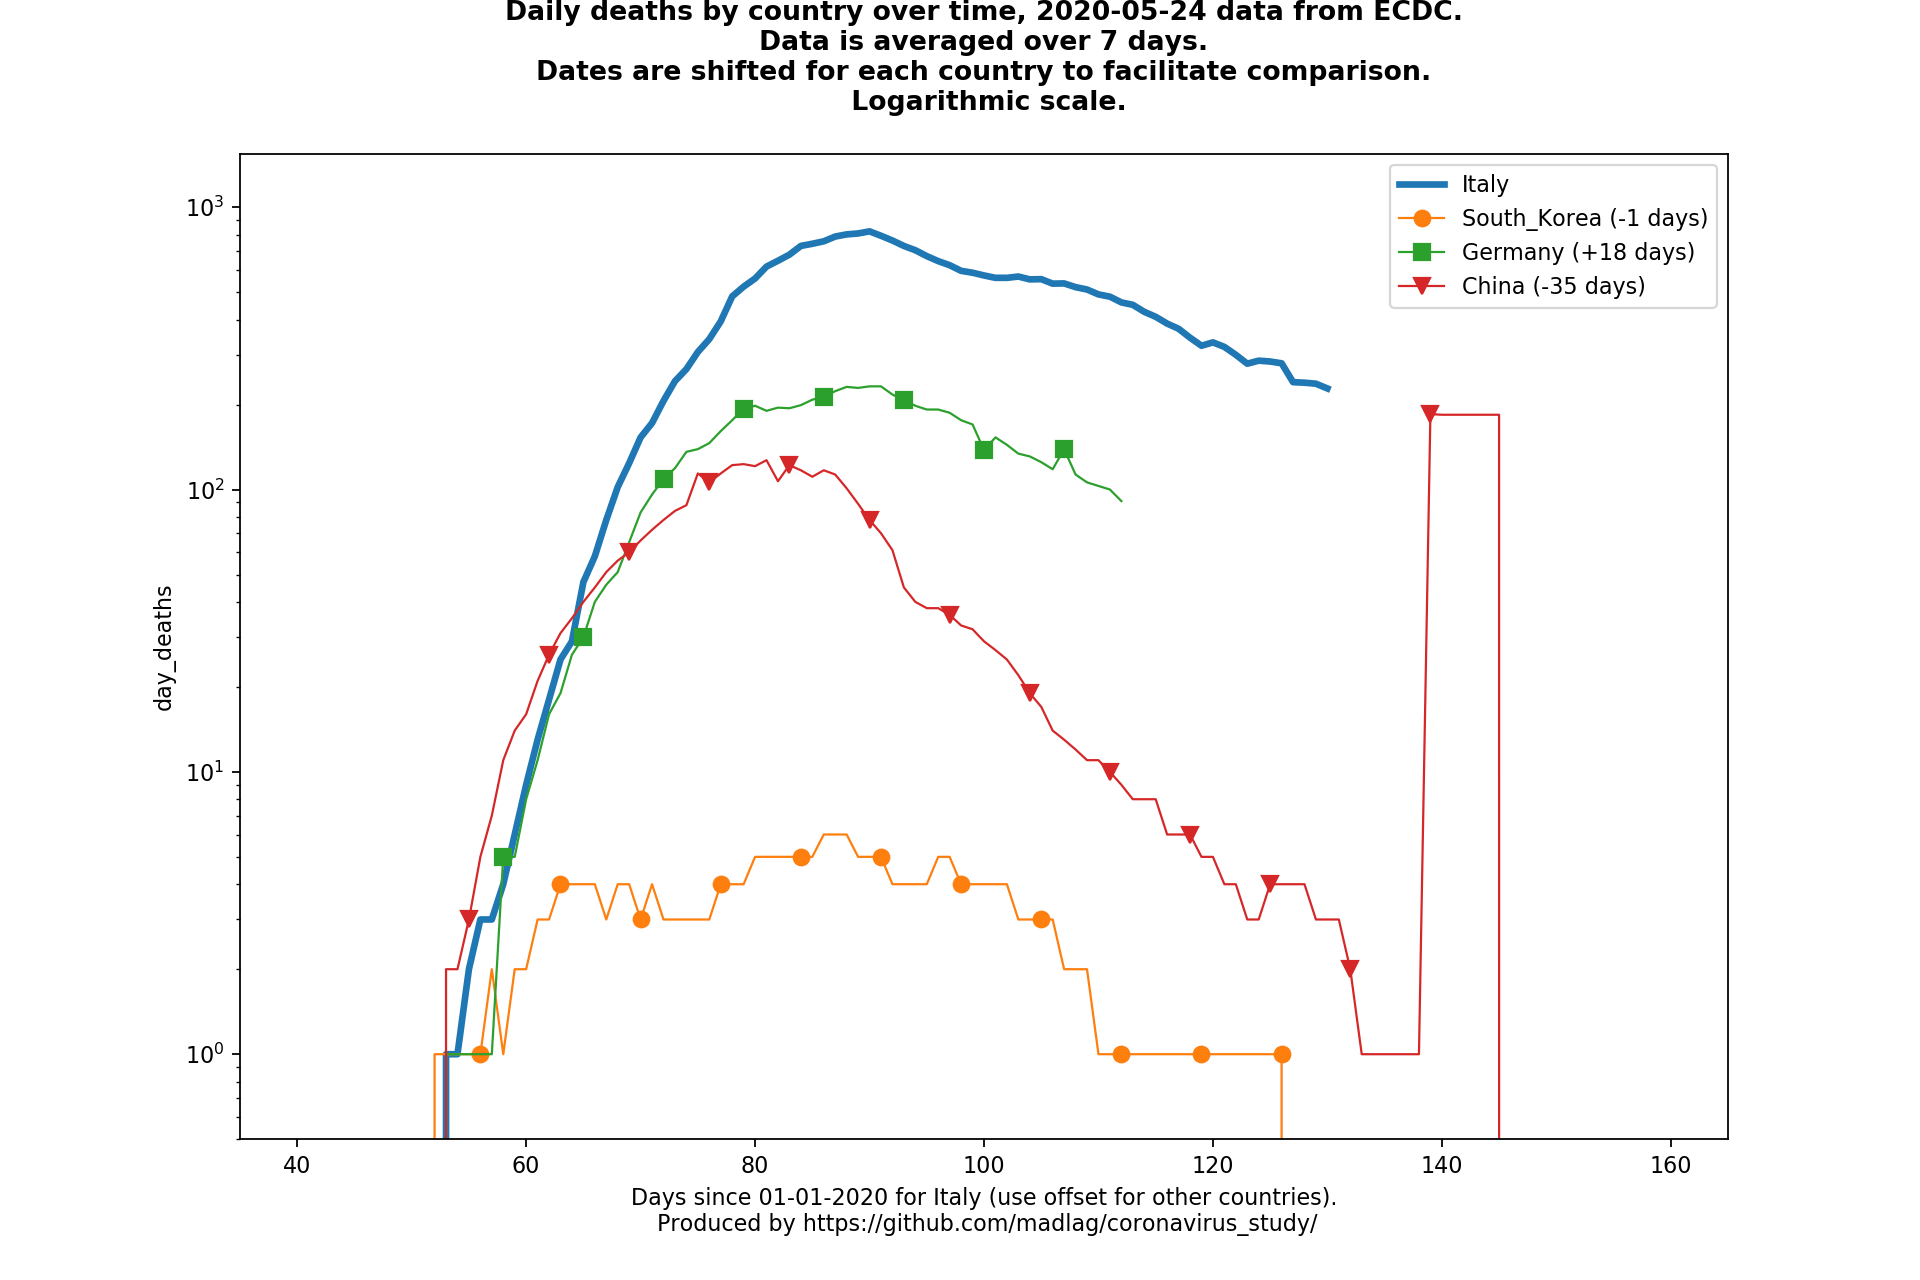 Daily deaths by country over time, 2020-05-24 data from ECDC.
Data is averaged over 7 days.
Dates are shifted for each country to facilitate comparison.
Logarithmic scale.
Italy
South_Korea (-1 days)
Germany (+18 days)
China (-35 days)
10³
10²
10¹
10⁰
day_deaths
40 60 80 100 120 140 160
Days since 01-01-2020 for Italy (use offset for other countries).
Produced by https://github.com/madlag/coronavirus_study/